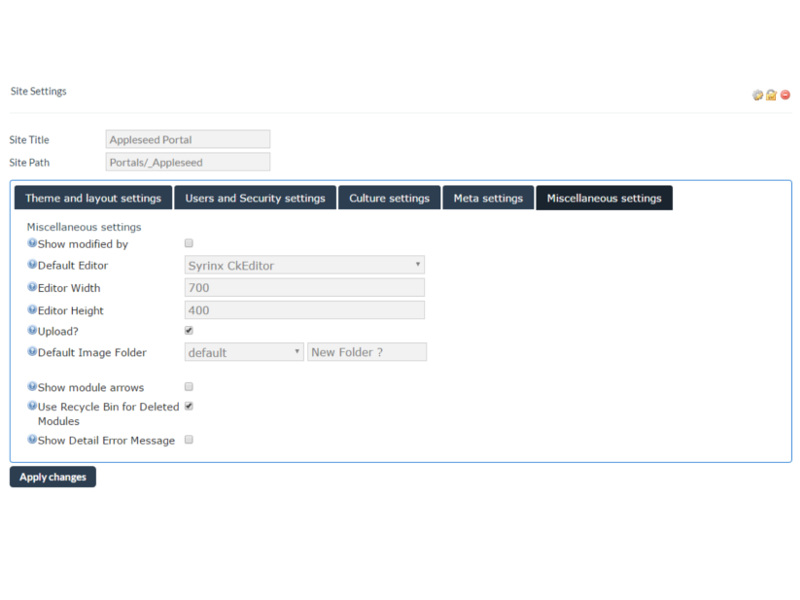 Site Settings
Site Title Appleseed Portal
Site Path Portals/_Appleseed
Theme and layout settings Users and Security settings Culture settings Meta settings Miscellaneous settings
Miscellaneous settings
Show modified by
Default Editor Syrinx CkEditor
Editor Width 700
Editor Height 400
Upload?
Default Image Folder default New Folder ?
Show module arrows
Use Recycle Bin for Deleted
Modules
Show Detail Error Message
Apply changes